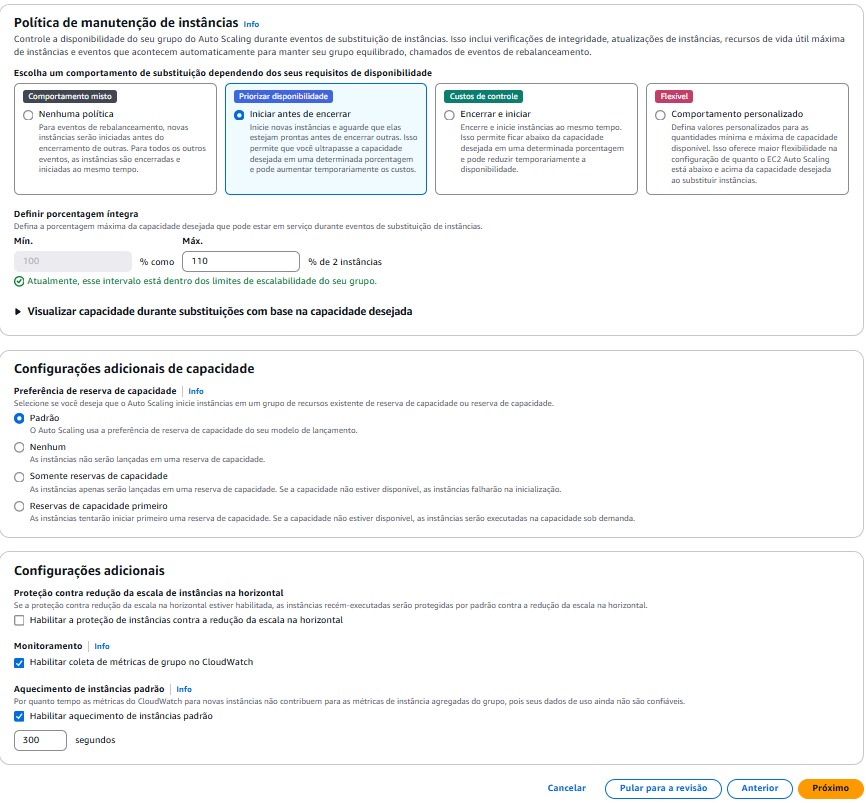 Política de manutenção de instâncias Info
Controle a disponibilidade do seu grupo do Auto Scaling durante eventos de substituição de instâncias. Isso inclui verificações de integridade, atualizações de instâncias, recursos de vida útil máxima
de instâncias e eventos que acontecem automaticamente para manter seu grupo equilibrado, chamados de eventos de rebalanceamento.
Escolha um comportamento de substituição dependendo dos seus requisitos de disponibilidade
Comportamento misto
Nenhuma política
Para eventos de rebalanceamento, novas
instâncias serão iniciadas antes do
encerramento de outras. Para todos os outros
eventos, as instâncias são encerradas e
iniciadas ao mesmo tempo.
Priorizar disponibilidade
Iniciar antes de encerrar
Inicie novas instâncias e aguarde que elas
estejam prontas antes de encerrar outras. Isso
permite que você ultrapasse a capacidade
desejada em uma determinada porcentagem
e pode aumentar temporariamente os custos.
Custos de controle
Encerrar e iniciar
Encerre e inicie instâncias ao mesmo tempo.
Isso permite ficar abaixo da capacidade
desejada em uma determinada porcentagem
e pode reduzir temporariamente a
disponibilidade.
Flexível
Comportamento personalizado
Defina valores personalizados para as
quantidades mínima e máxima de capacidade
disponível. Isso oferece maior flexibilidade na
configuração de quanto o EC2 Auto Scaling
está abaixo e acima da capacidade desejada
ao substituir instâncias.
Definir porcentagem íntegra
Defina a porcentagem máxima da capacidade desejada que pode estar em serviço durante eventos de substituição de instâncias.
Mín. Máx.
100 % como 110 % de 2 instâncias
Atualmente, esse intervalo está dentro dos limites de escalabilidade do seu grupo.
Visualizar capacidade durante substituições com base na capacidade desejada
Configurações adicionais de capacidade
Preferência de reserva de capacidade Info
Selecione se você deseja que o Auto Scaling inicie instâncias em um grupo de recursos existente de reserva de capacidade ou reserva de capacidade.
Padrão
O Auto Scaling usa a preferência de reserva de capacidade do seu modelo de lançamento.
Nenhum
As instâncias não serão lançadas em uma reserva de capacidade.
Somente reservas de capacidade
As instâncias apenas serão lançadas em uma reserva de capacidade. Se a capacidade não estiver disponível, as instâncias falharão na inicialização.
Reservas de capacidade primeiro
As instâncias tentarão iniciar primeiro uma reserva de capacidade. Se a capacidade não estiver disponível, as instâncias serão executadas na capacidade sob demanda.
Configurações adicionais
Proteção contra redução da escala de instâncias na horizontal
Se a proteção contra redução da escala na horizontal estiver habilitada, as instâncias recém-executadas serão protegidas por padrão contra a redução da escala na horizontal.
Habilitar a proteção de instâncias contra a redução da escala na horizontal
Monitoramento Info
Habilitar coleta de métricas de grupo no CloudWatch
Aquecimento de instâncias padrão Info
Por quanto tempo as métricas do CloudWatch para novas instâncias não contribuem para as métricas de instância agregadas do grupo, pois seus dados de uso ainda não são confiáveis.
Habilitar aquecimento de instâncias padrão
300 segundos
Cancelar Pular para a revisão Anterior Próximo